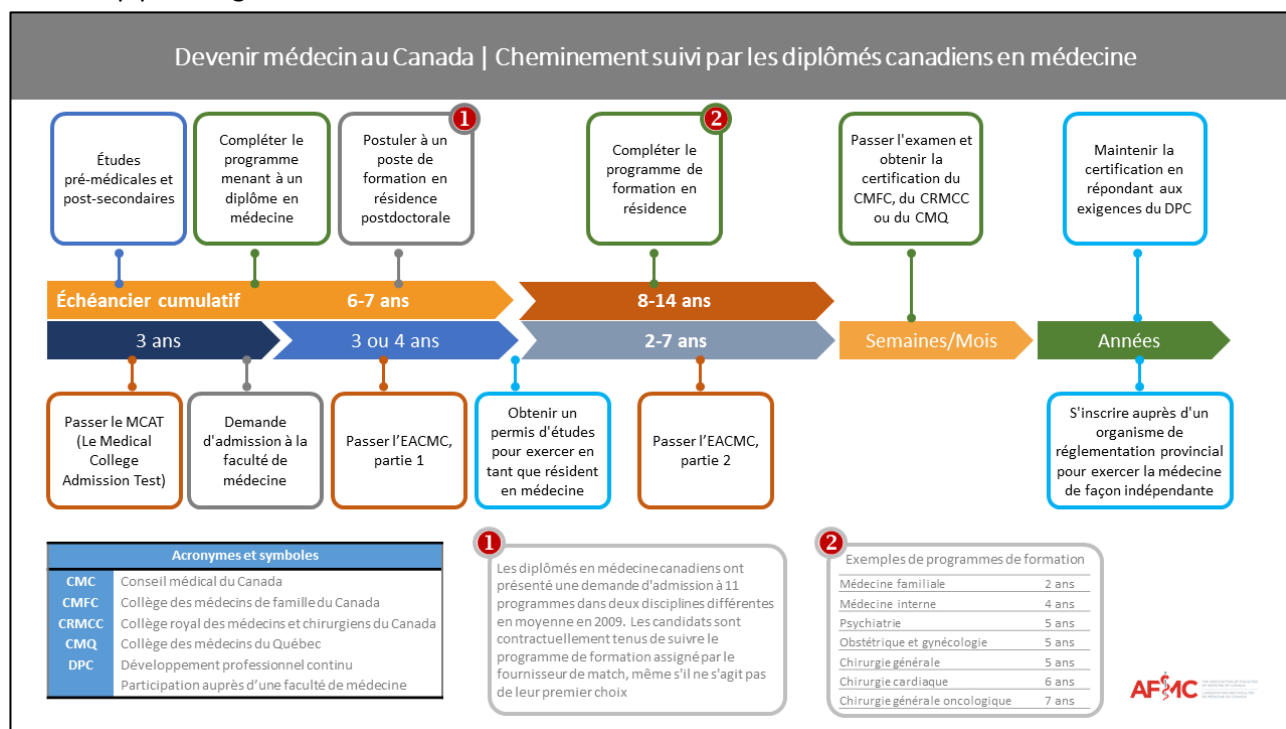 Devenir médecin au Canada | Cheminement suivi par les diplômés canadiens en médecine
Études
pré-médicales et
post-secondaires
Compléter le
programme
menant à un
diplôme en
médecine
1
Postuler à un
poste de
formation en
résidence
postdoctorale
2
Compléter le
programme de
formation en
résidence
Passer l'examen et
obtenir la
certification du
CMFC, du CRMCC
ou du CMQ
Maintenir la
certification en
répondant aux
exigences du DPC
Échéancier cumulatif 6-7 ans 8-14 ans
3 ans 3 ou 4 ans 2-7 ans Semaines/Mois Années
Passer le MCAT
(Le Medical
College
Admission Test)
Demande
d'admission à la
faculté de
médecine
Passer l'EACMC,
partie 1
Obtenir un
permis d'études
pour exercer en
tant que résident
en médecine
Passer l'EACMC,
partie 2
S'inscrire auprès d'un
organisme de
réglementation provincial
pour exercer la médecine
de façon indépendante
Acronymes et symboles
CMC Conseil médical du Canada
CMFC Collège des médecins de famille du Canada
CRMCC Collège royal des médecins et chirurgiens du Canada
CMQ Collège des médecins du Québec
DPC Développement professionnel continu
Participation auprès d'une faculté de médecine
1
Les diplômés en médecine canadiens ont
présenté une demande d'admission à 11
programmes dans deux disciplines différentes
en moyenne en 2009. Les candidats sont
contractuellement tenus de suivre le
programme de formation assigné par le
fournisseur de match, même s'il ne s'agit pas
de leur premier choix
2
Exemples de programmes de formation
Médecine familiale 2 ans
Médecine interne 4 ans
Psychiatrie 5 ans
Obstétrique et gynécologie 5 ans
Chirurgie générale 5 ans
Chirurgie cardiaque 6 ans
Chirurgie générale oncologique 7 ans
AFMC